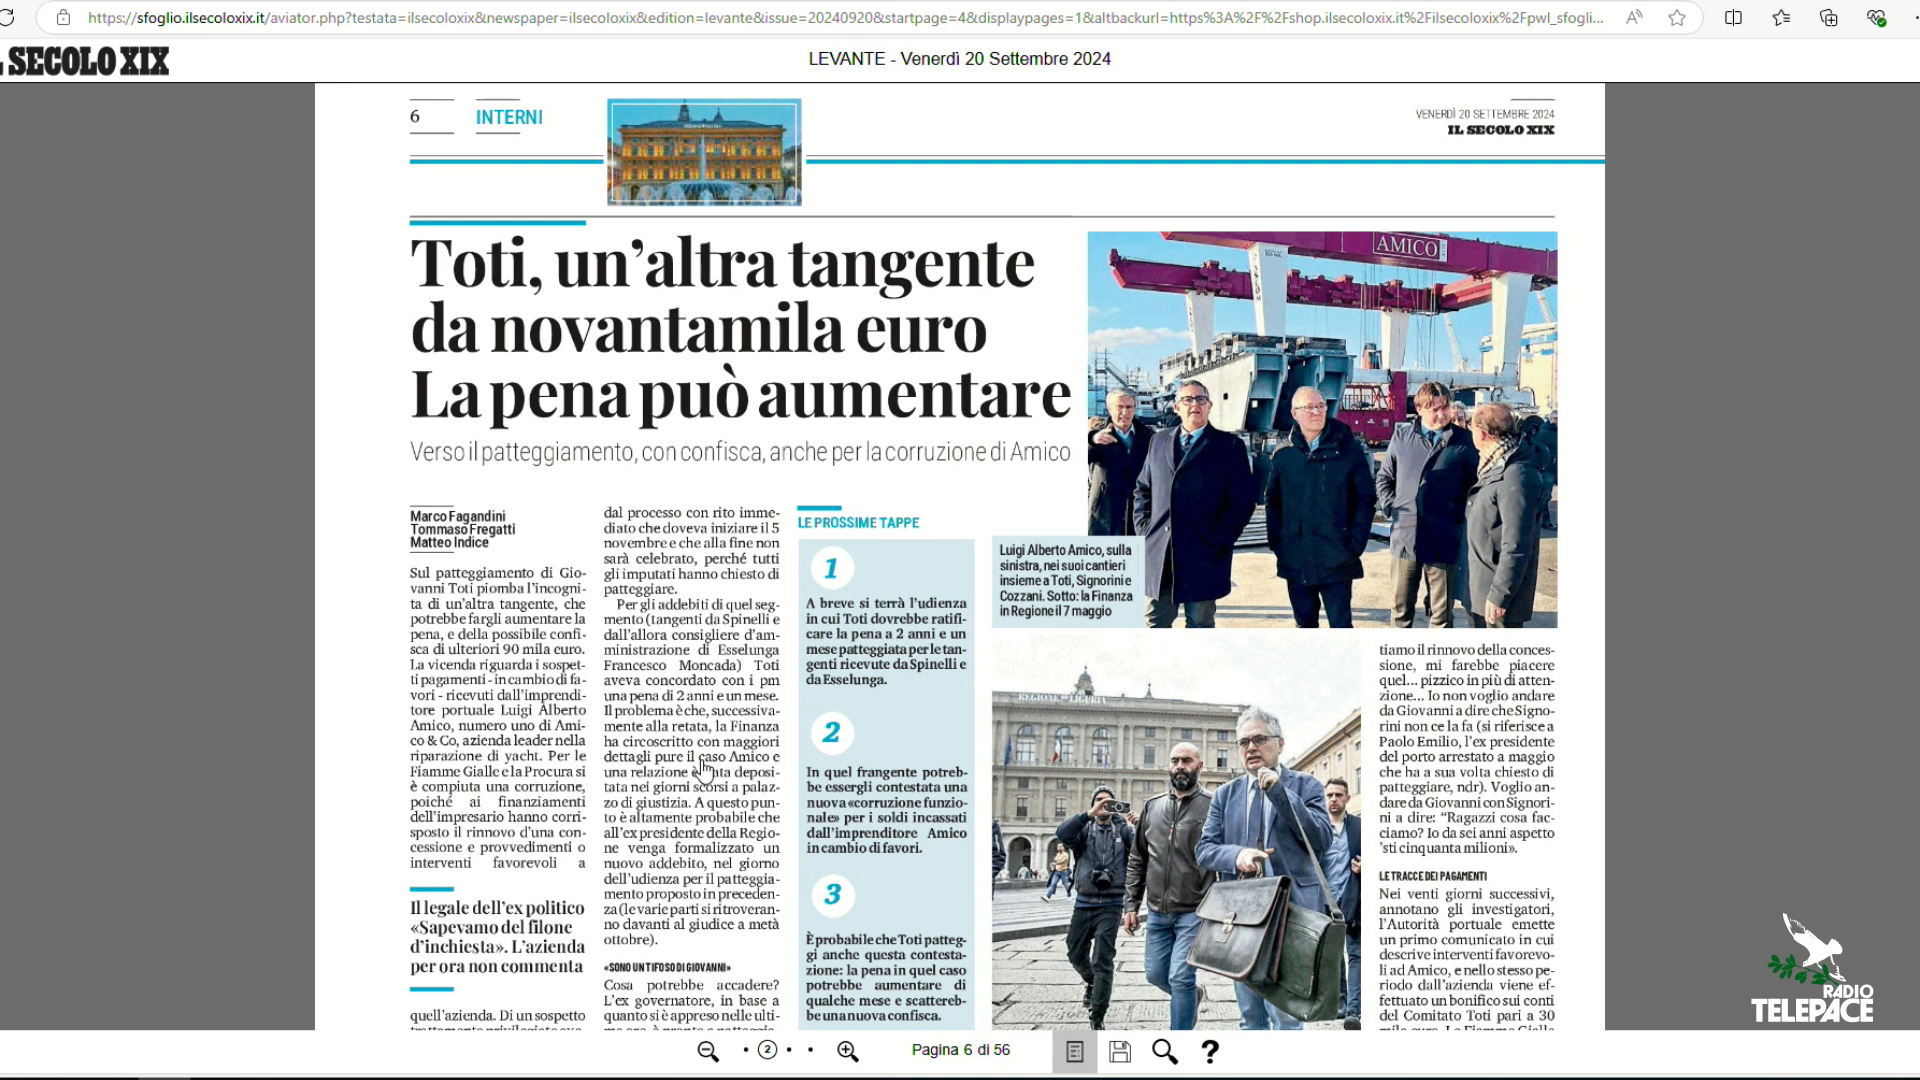 https://sfoglio.ilsecoloxix.it/aviator.php?testata=ilsecoloxix&newspaper=ilsecoloxix&edition=levante&issue=20240920&startpage=4&displaypages=1&altbackurl=https%3A%2F%2Fshop.ilsecoloxix.it%2Filsecoloxix%2Fpwl_sfogli...
SECOLO XIX
LEVANTE - Venerdì 20 Settembre 2024
6
INTERNI
VENERDÌ 20 SETTEMBRE 2024
IL SECOLO XIX
Toti, un'altra tangente
da novantamila euro
La pena può aumentare
Verso il patteggiamento, con confisca, anche per la corruzione di Amico
AMICO
Marco Fagandini
Tommaso Fregatti
Matteo Indice
Sul patteggiamento di Gio-
vanni Toti piomba l'incogni-
ta di un'altra tangente, che
potrebbe fargli aumentare la
pena, e della possibile confi-
sca di ulteriori 90 mila euro.
La vicenda riguarda i sospet-
ti pagamenti - in cambio di fa-
vori - ricevuti dall'imprendi-
tore portuale Luigi Alberto
Amico, numero uno di Ami-
co & Co, azienda leader nella
riparazione di yacht. Per le
Fiamme Gialle e la Procura si
è compiuta una corruzione,
poiché ai finanziamenti
dell'impresario hanno corri-
sposto il rinnovo d'una con-
cessione e provvedimenti o
interventi favorevoli a
Il legale dell'ex politico
«Sapevamo del filone
d'inchiesta». L'azienda
per ora non commenta
quell'azienda. Di un sospetto
dal processo con rito imme-
diato che doveva iniziare il 5
novembre e che alla fine non
sarà celebrato, perché tutti
gli imputati hanno chiesto di
patteggiare.
Per gli addebiti di quel seg-
mento (tangenti da Spinelli e
dall'allora consigliere d'am-
ministrazione di Esselunga
Francesco Moncada) Toti
aveva concordato con i pm
una pena di 2 anni e un mese.
Il problema è che, successiva-
mente alla retata, la Finanza
ha circoscritto con maggiori
dettagli pure il caso Amico e
una relazione è stata deposi-
tata nei giorni scorsi a palaz-
zo di giustizia. A questo pun-
to è altamente probabile che
all'ex presidente della Regio-
ne venga formalizzato un
nuovo addebito, nel giorno
dell'udienza per il patteggia-
mento proposto in preceden-
za (le varie parti si ritroveran-
no davanti al giudice a metà
ottobre).
«SONO UN TIFOSO DI GIOVANNI»
Cosa potrebbe accadere?
L'ex governatore, in base a
quanto si è appreso nelle ulti-
LE PROSSIME TAPPE
1
A breve si terrà l'udienza
in cui Toti dovrebbe ratifi-
care la pena a 2 anni e un
mese patteggiata per le tan-
genti ricevute da Spinelli e
da Esselunga.
2
In quel frangente potreb-
be essergli contestata una
nuova «corruzione funzio-
nale» per i soldi incassati
dall'imprenditore Amico
in cambio di favori.
3
È probabile che Toti patteg-
gi anche questa contesta-
zione: la pena in quel caso
potrebbe aumentare di
qualche mese e scattereb-
be una nuova confisca.
Luigi Alberto Amico, sulla
sinistra, nei suoi cantieri
insieme a Toti, Signorini e
Cozzani. Sotto: la Finanza
in Regione il 7 maggio
REGIONE LIGURIA
tiamo il rinnovo della conces-
sione, mi farebbe piacere
quel... pizzico in più di atten-
zione... Io non voglio andare
da Giovanni a dire che Signo-
rini non ce la fa (si riferisce a
Paolo Emilio, l'ex presidente
del porto arrestato a maggio
che ha a sua volta chiesto di
patteggiare, ndr). Voglio an-
dare da Giovanni con Signori-
ni a dire: "Ragazzi cosa fac-
ciamo? Io da sei anni aspetto
'sti cinquanta milioni».
LE TRACCE DEI PAGAMENTI
Nei venti giorni successivi,
annotano gli investigatori,
l'Autorità portuale emette
un primo comunicato in cui
descrive interventi favorevo-
li ad Amico, e nello stesso pe-
riodo dall'azienda viene ef-
fettuato un bonifico sui conti
del Comitato Toti pari a 30
mila euro. Le Fiamme Gialle
RADIO
TELEPACE
2
Pagina 6 di 56
?